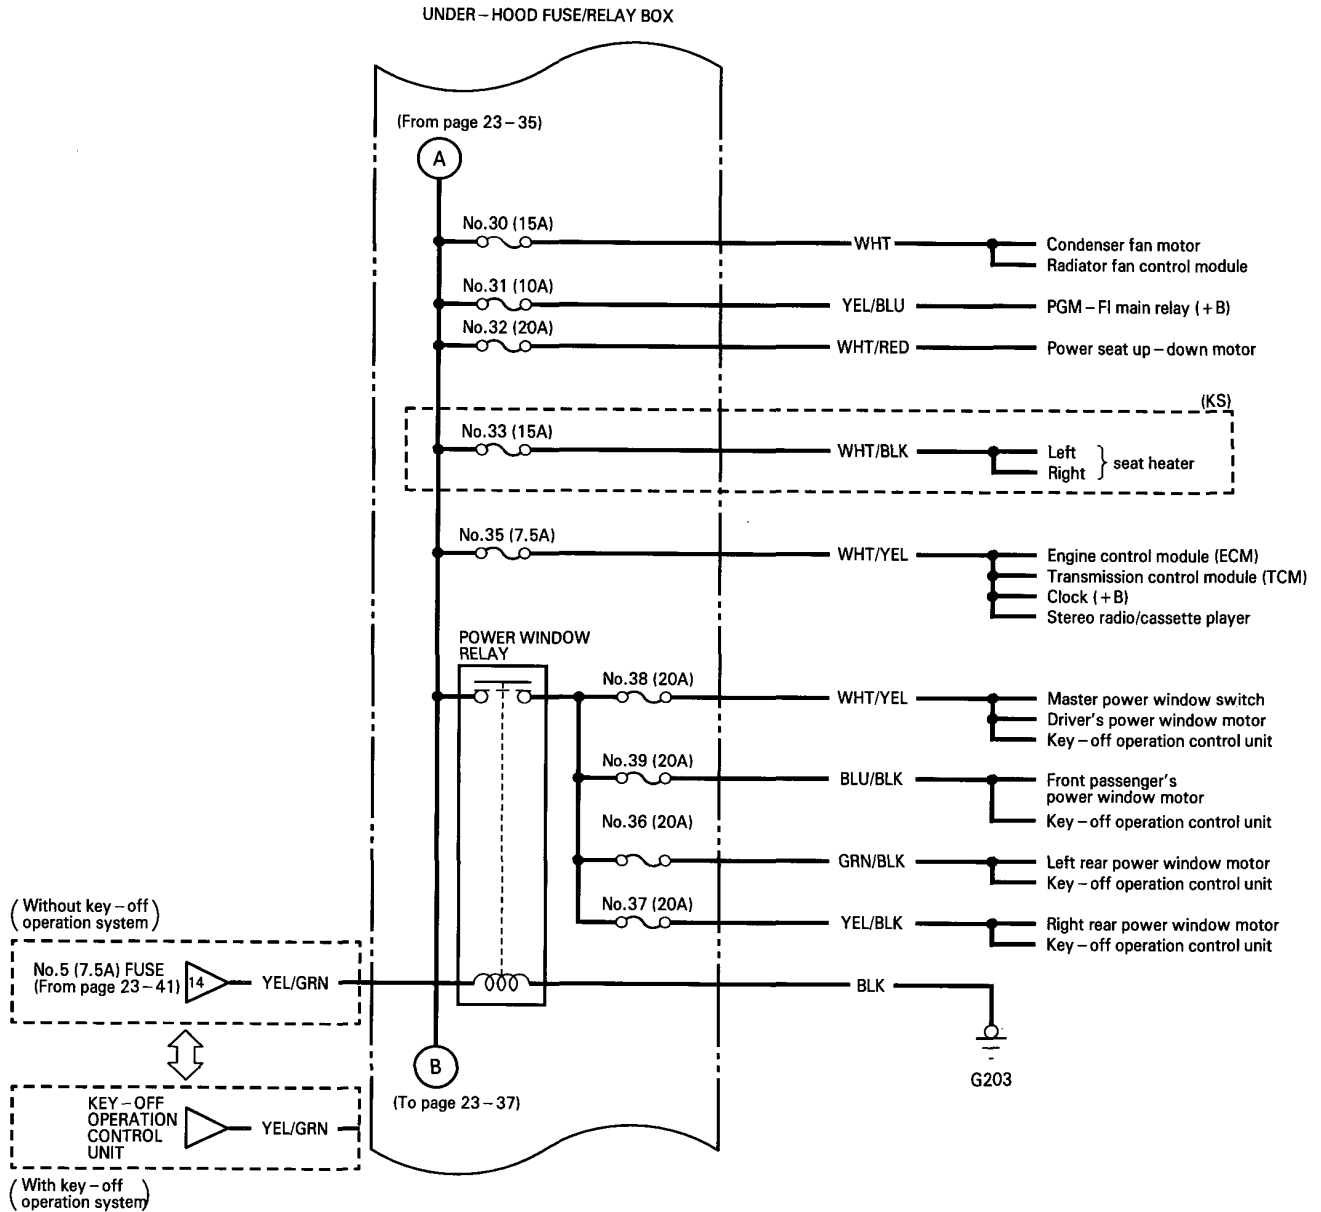 UNDER–HOOD FUSE/RELAY BOX
(From page 23–35)
A
No.30 (15A)
WHT
Condenser fan motor
Radiator fan control module
No.31 (10A)
YEL/BLU
PGM–FI main relay (+B)
No.32 (20A)
WHT/RED
Power seat up–down motor
(KS)
No.33 (15A)
WHT/BLK
Left
Right
seat heater
No.35 (7.5A)
WHT/YEL
Engine control module (ECM)
Transmission control module (TCM)
Clock (+B)
Stereo radio/cassette player
POWER WINDOW
RELAY
No.38 (20A)
WHT/YEL
Master power window switch
Driver's power window motor
Key–off operation control unit
No.39 (20A)
BLU/BLK
Front passenger's
power window motor
Key–off operation control unit
No.36 (20A)
GRN/BLK
Left rear power window motor
Key–off operation control unit
No.37 (20A)
YEL/BLK
Right rear power window motor
Key–off operation control unit
(Without key–off
operation system)
No.5 (7.5A) FUSE
(From page 23–41)
14
YEL/GRN
BLK
G203
B
(To page 23–37)
KEY–OFF
OPERATION
CONTROL
UNIT
YEL/GRN
(With key–off
operation system)